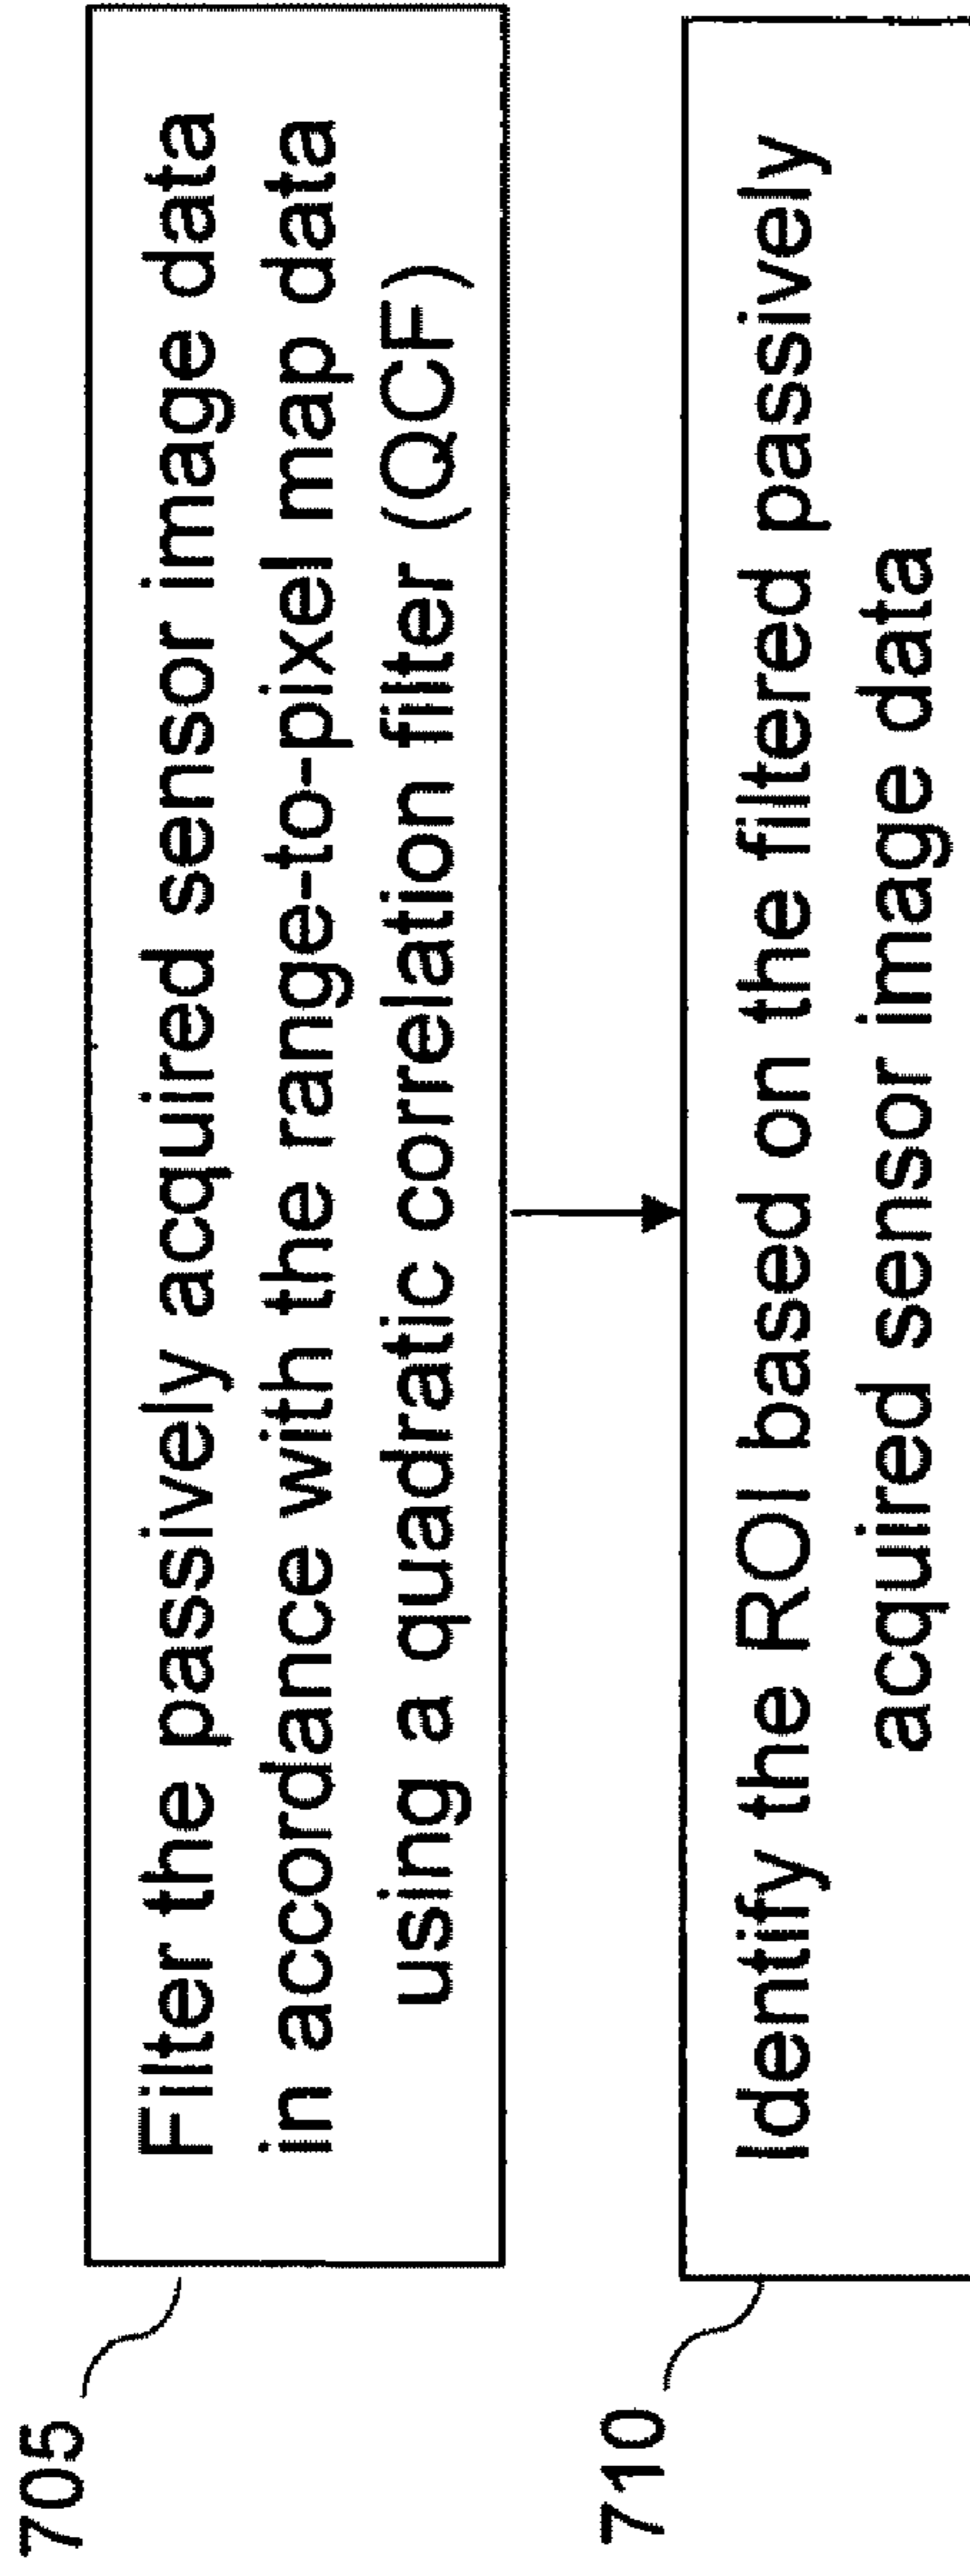 705
Filter the passively acquired sensor image data
in accordance with the range-to-pixel map data
using a quadratic correlation filter (QCF)
710
Identify the ROI based on the filtered passively
acquired sensor image data